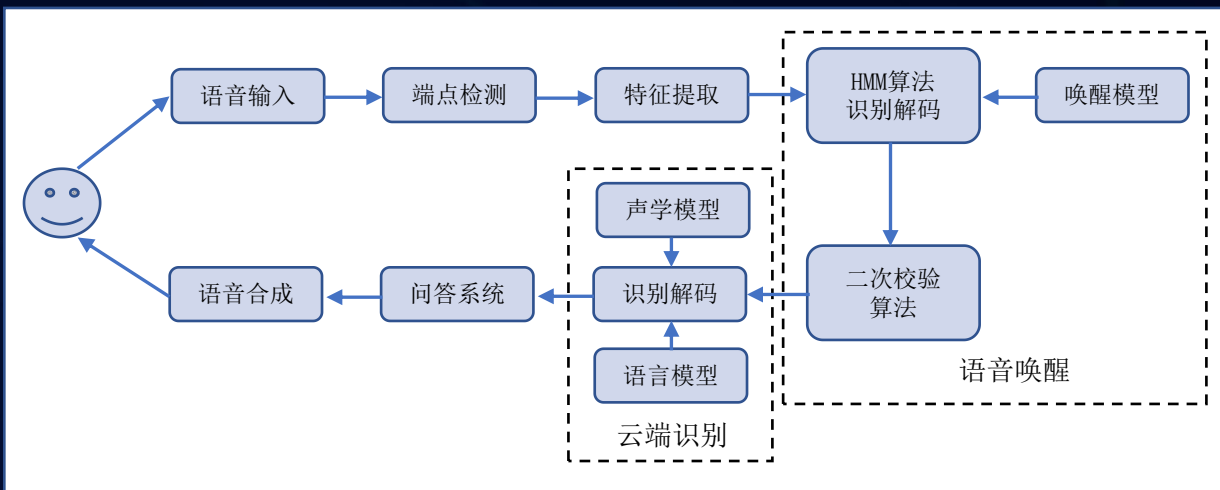 语音输入
端点检测
特征提取
HMM算法
识别解码
唤醒模型
声学模型
语音合成
问答系统
识别解码
二次校验
算法
语言模型
语音唤醒
云端识别